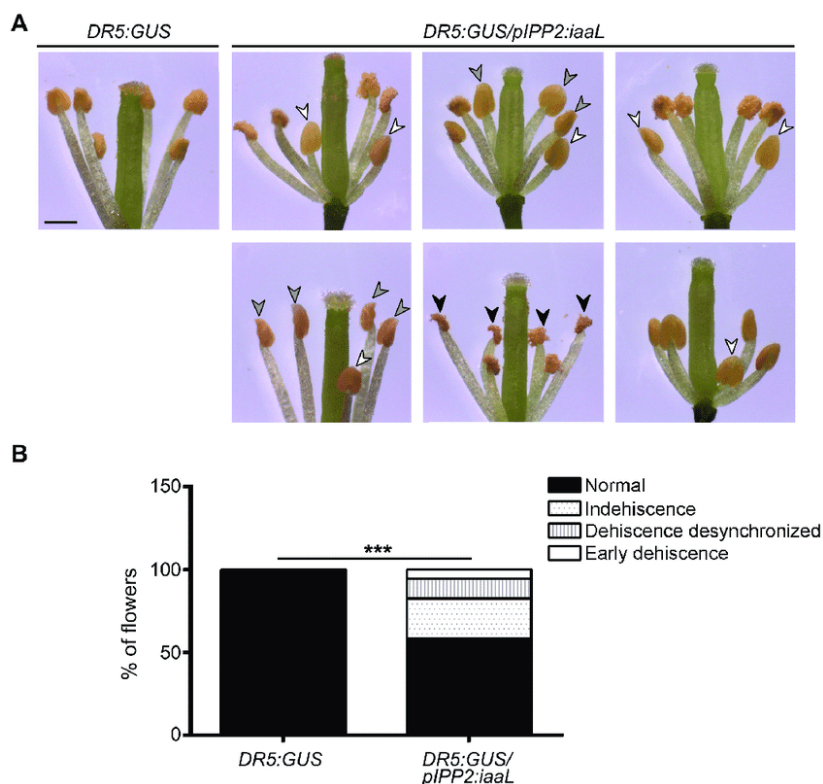 A
DR5:GUS
DR5:GUS/pIPP2:iaaL
B
150
100
50
0
% of flowers
***
Normal
Indehiscence
Dehiscence desynchronized
Early dehiscence
DR5:GUS
DR5:GUS/
pIPP2:iaaL